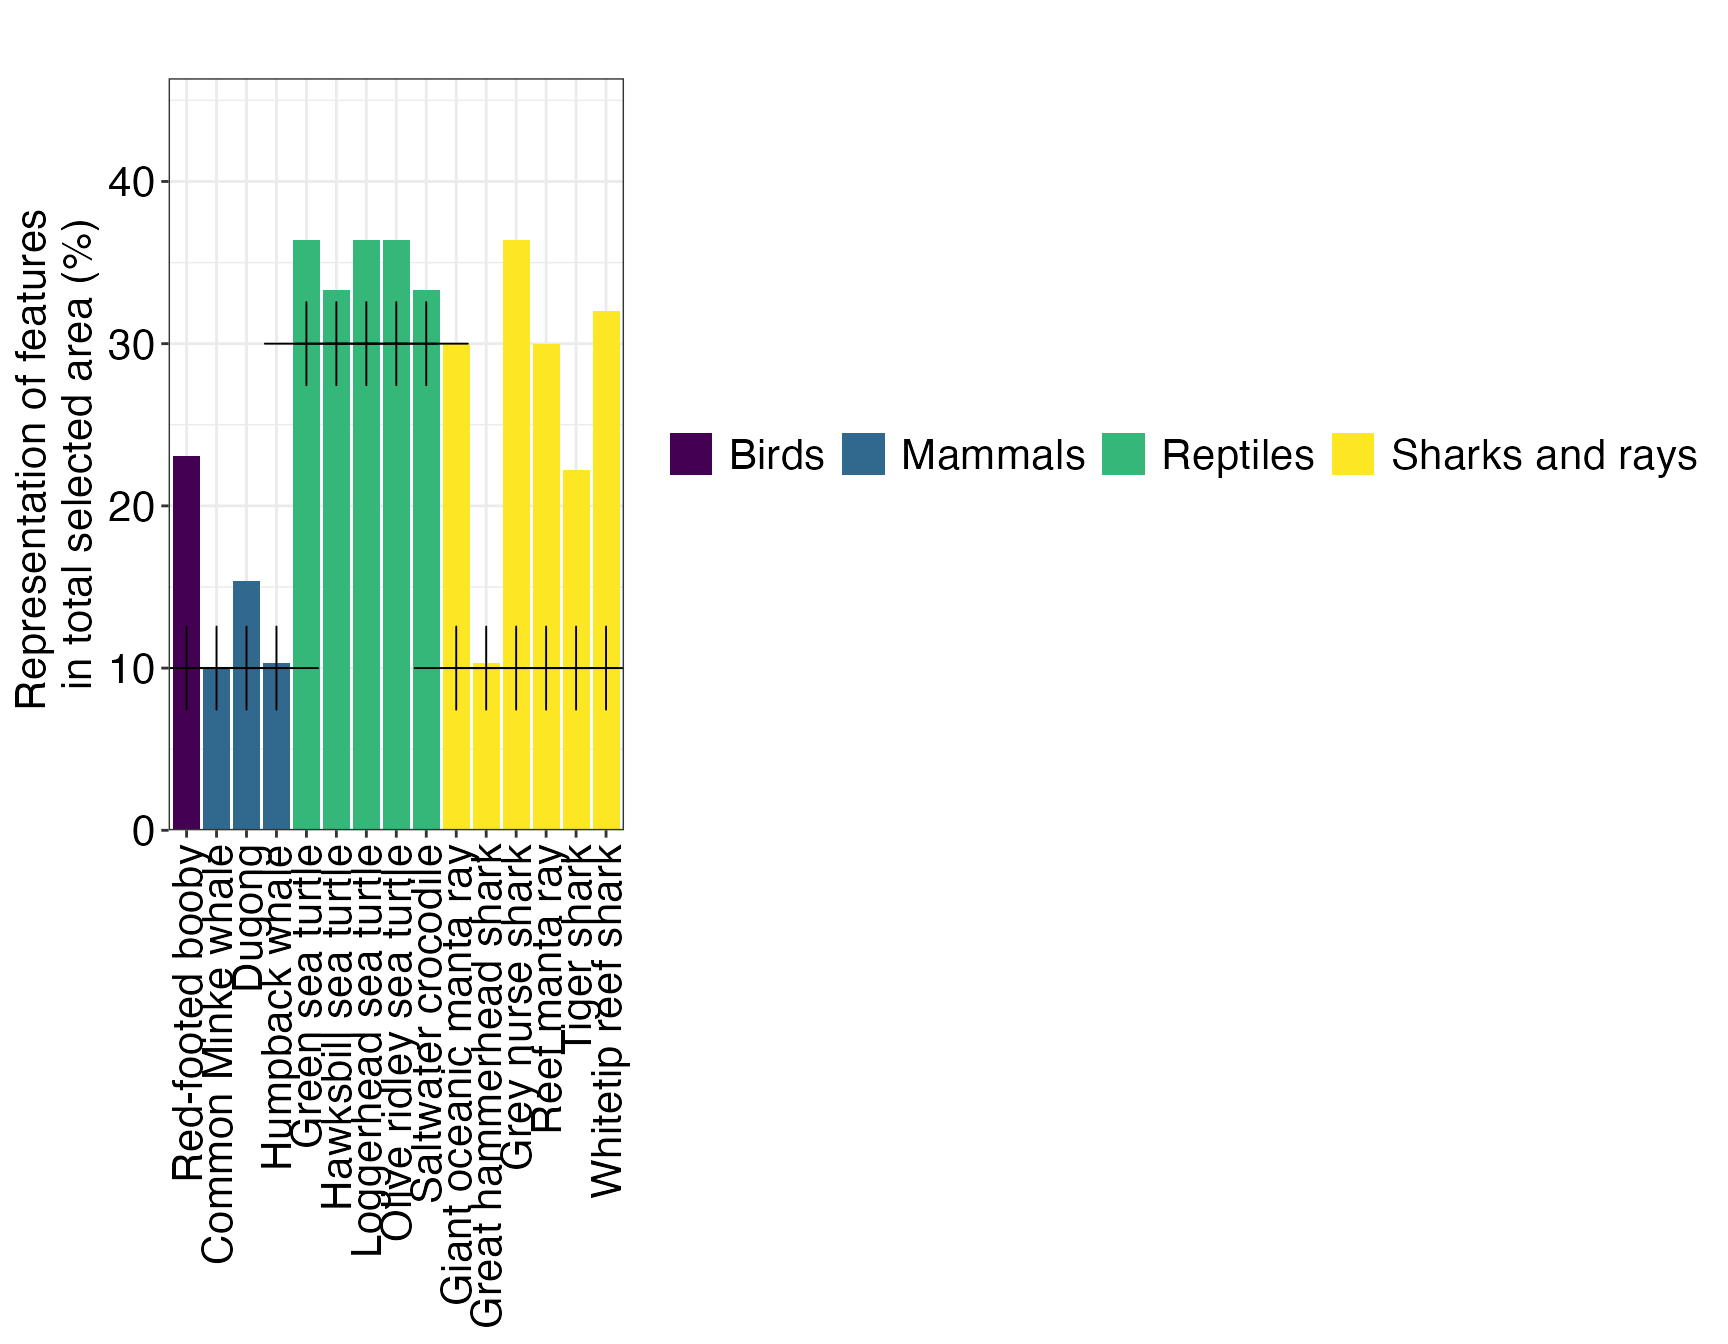 Representation of features
in total selected area (%)
40
30
20
10
0
Red-footed booby
Common Minke whale
Dugong
Humpback whale
Green sea turtle
Hawksbill sea turtle
Loggerhead sea turtle
Olive ridley sea turtle
Saltwater crocodile
Giant oceanic manta ray
Great hammerhead shark
Grey nurse shark
Reef manta ray
Tiger shark
Whitetip reef shark
Birds Mammals Reptiles Sharks and rays